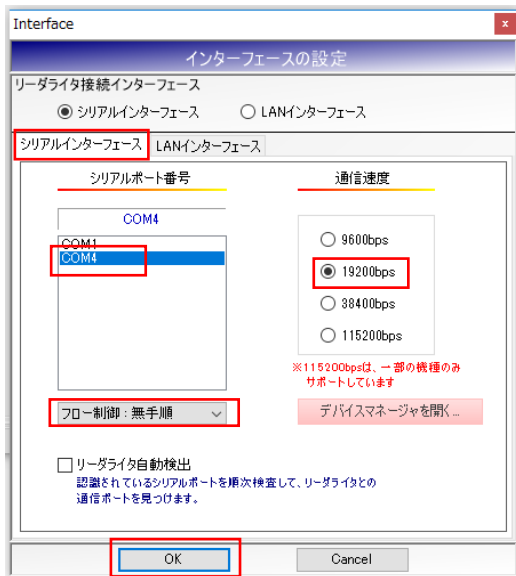 Interface
x
インターフェースの設定
リーダライタ接続インターフェース
シリアルインターフェース LANインターフェース
シリアルインターフェース LANインターフェース
シリアルポート番号
通信速度
COM4
COM1
COM4
9600bps
19200bps
38400bps
115200bps
※115200bpsは、一部の機種のみ
サポートしています
フロー制御：無手順
デバイスマネージャを開く...
リーダライタ自動検出
認識されているシリアルポートを順次検査して、リーダライタとの
通信ポートを見つけます。
OK
Cancel